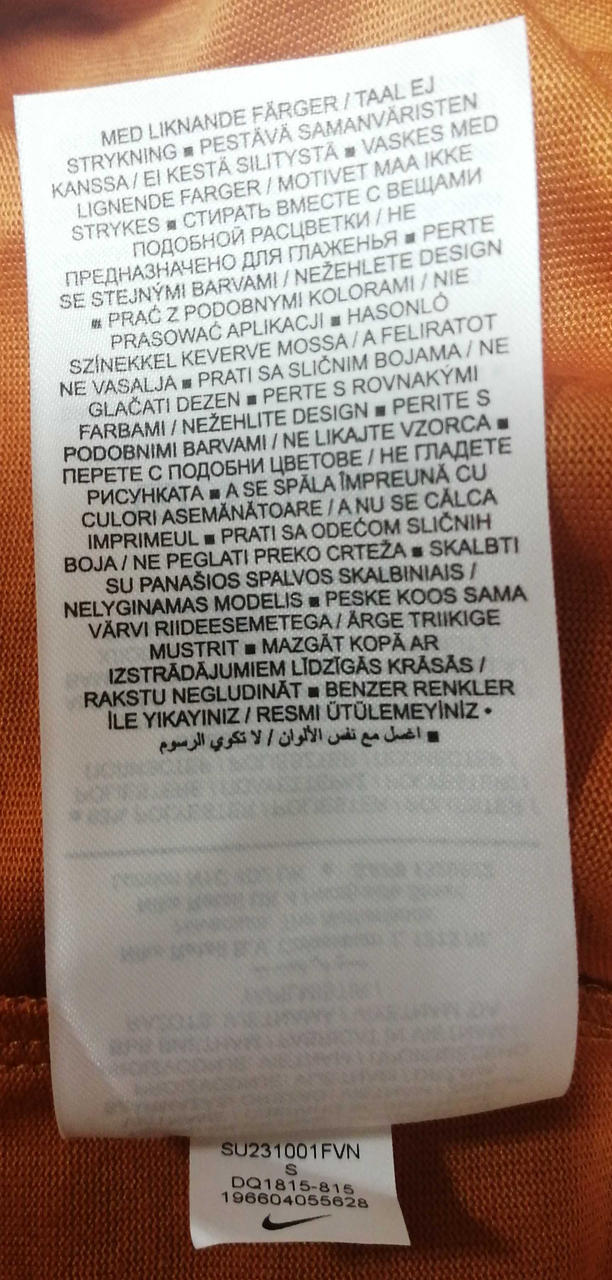 MED LIKNANDE FÄRGER / TAAL EJ
STRYKNING ■ PESTÄVÄ SAMANVÄRISTEN
KANSSA / EI KESTÄ SILITYSTÄ ■ VASKES MED
LIGNENDE FARGER / MOTIVET MAA IKKE
STRYKES ■ СТИРАТЬ ВМЕСТЕ С ВЕЩАМИ
ПОДОБНОЙ РАСЦВЕТКИ / НЕ
ПРЕДНАЗНАЧЕНО ДЛЯ ГЛАЖЕНЬЯ ■ PERTE
SE STEJNÝMI BARVAMI / NEŽEHLETE DESIGN
■ PRAĆ Z PODOBNYMI KOLORAMI / NIE
PRASOWAĆ APLIKACJI ■ HASONLÓ
SZÍNEKKEL KEVERVE MOSSA / A FELIRATOT
NE VASALJA ■ PRATI SA SLIČNIM BOJAMA / NE
GLAČATI DEZEN ■ PERTE S ROVNAKÝMI
FARBAMI / NEŽEHLITE DESIGN ■ PERITE S
PODOBNIMI BARVAMI / NE LIKAJTE VZORCA ■
ПЕРЕТЕ С ПОДОБНИ ЦВЕТОВЕ / НЕ ГЛАДЕТЕ
РИСУНКАТА ■ A SE SPĂLA ÎMPREUNĂ CU
CULORI ASEMĂNĂTOARE / A NU SE CĂLCA
IMPRIMEUL ■ PRATI SA ODEĆOM SLIČNIH
BOJA / NE PEGLATI PREKO CRTEŽA ■ SKALBTI
SU PANAŠIOS SPALVOS SKALBINIAIS /
NELYGINAMAS MODELIS ■ PESKE KOOS SAMA
VÄRVI RIIDEESEMETEGA / ÄRGE TRIIKIGE
MUSTRIT ■ MAZGĀT KOPĀ AR
IZSTRĀDĀJUMIEM LĪDZĪGĀS KRĀSĀS /
RAKSTU NEGLUDINĀT ■ BENZER RENKLER
İLE YIKAYINIZ / RESMI ÜTÜLEMEYİNİZ •
■ اغسل مع نفس الألوان / لا تكوي الرسوم
SU231001FVN
S
DQ1815-815
196604055628